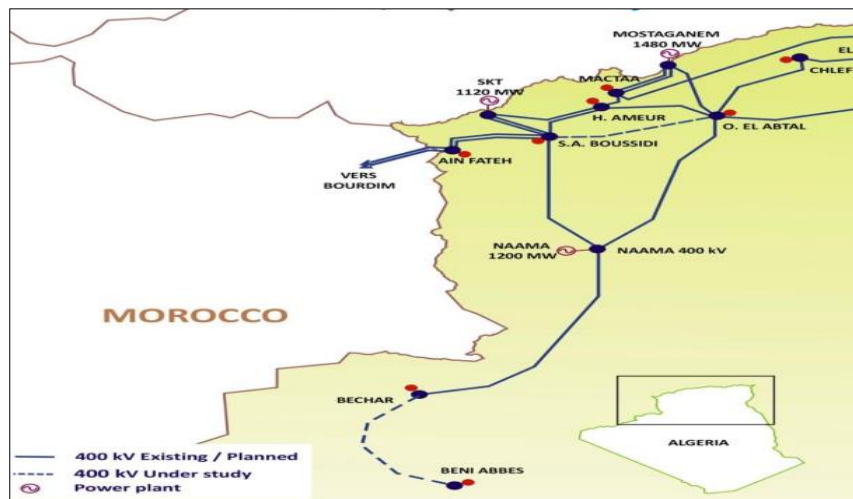 MOSTAGANEM
1480 MW
EL
SKT
1120 MW
MACTAA
CHLEF
H. AMEUR
O. EL ABTAL
S.A. BOUSSIDI
AIN FATEH
VERS
BOURDIM
NAAMA
1200 MW
NAAMA 400 kV
MOROCCO
BECHAR
ALGERIA
400 kV Existing / Planned
400 kV Under study
Power plant
BENI ABBES